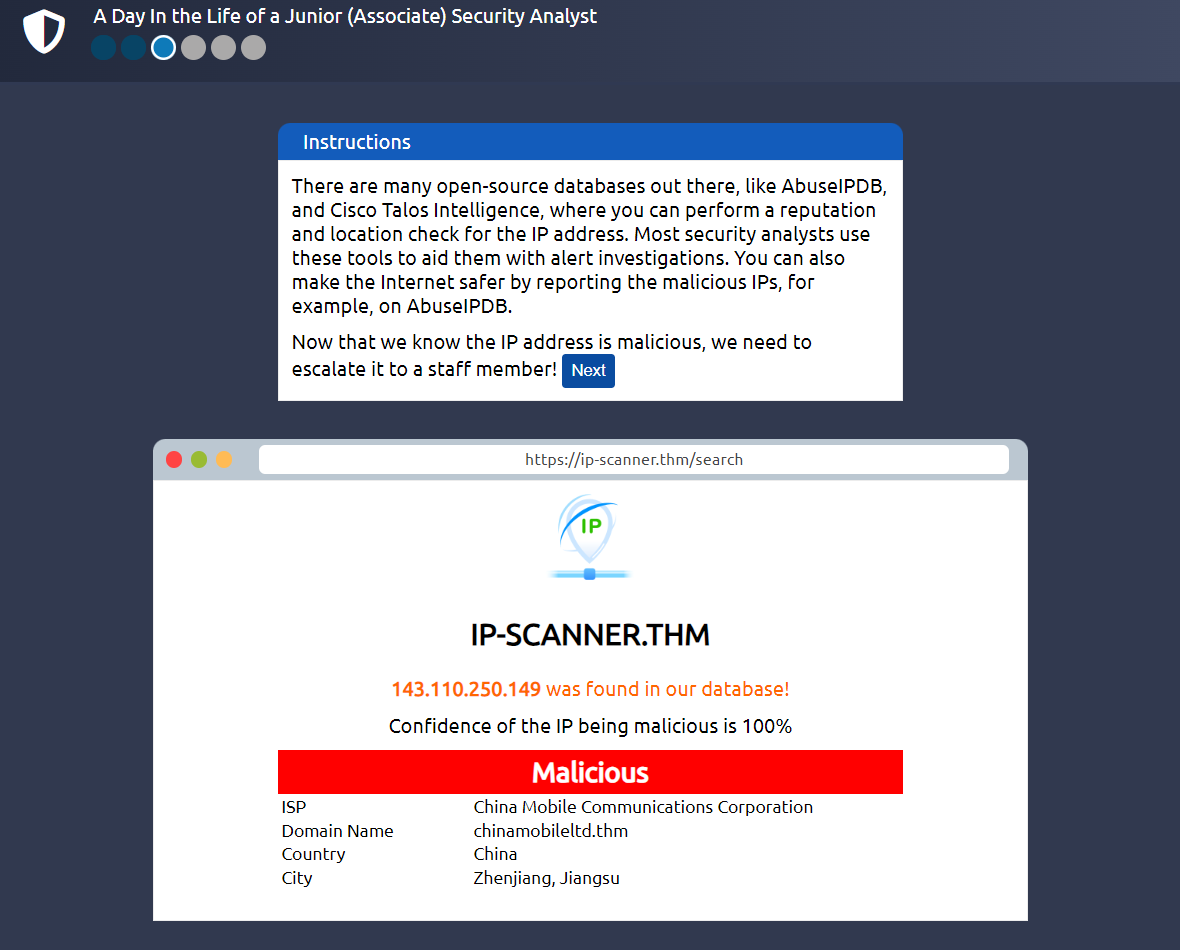 A Day In the Life of a Junior (Associate) Security Analyst
Instructions
There are many open-source databases out there, like AbuseIPDB,
and Cisco Talos Intelligence, where you can perform a reputation
and location check for the IP address. Most security analysts use
these tools to aid them with alert investigations. You can also
make the Internet safer by reporting the malicious IPs, for
example, on AbuseIPDB.
Now that we know the IP address is malicious, we need to
escalate it to a staff member! Next
https://ip-scanner.thm/search
IP
IP-SCANNER.THM
143.110.250.149 was found in our database!
Confidence of the IP being malicious is 100%
Malicious
ISP China Mobile Communications Corporation
Domain Name chinamobileltd.thm
Country China
City Zhenjiang, Jiangsu